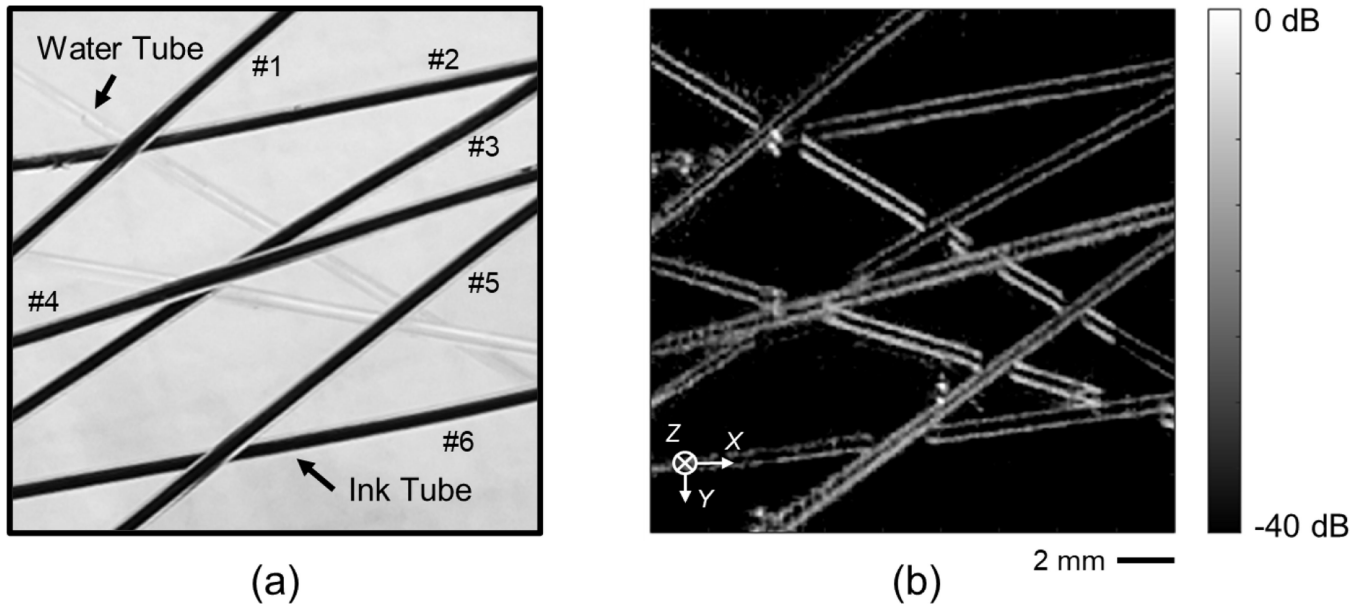 Water Tube
#1
#2
#3
#4
#5
#6
Ink Tube
(a)
Z
X
Y
0 dB
-40 dB
2 mm
(b)